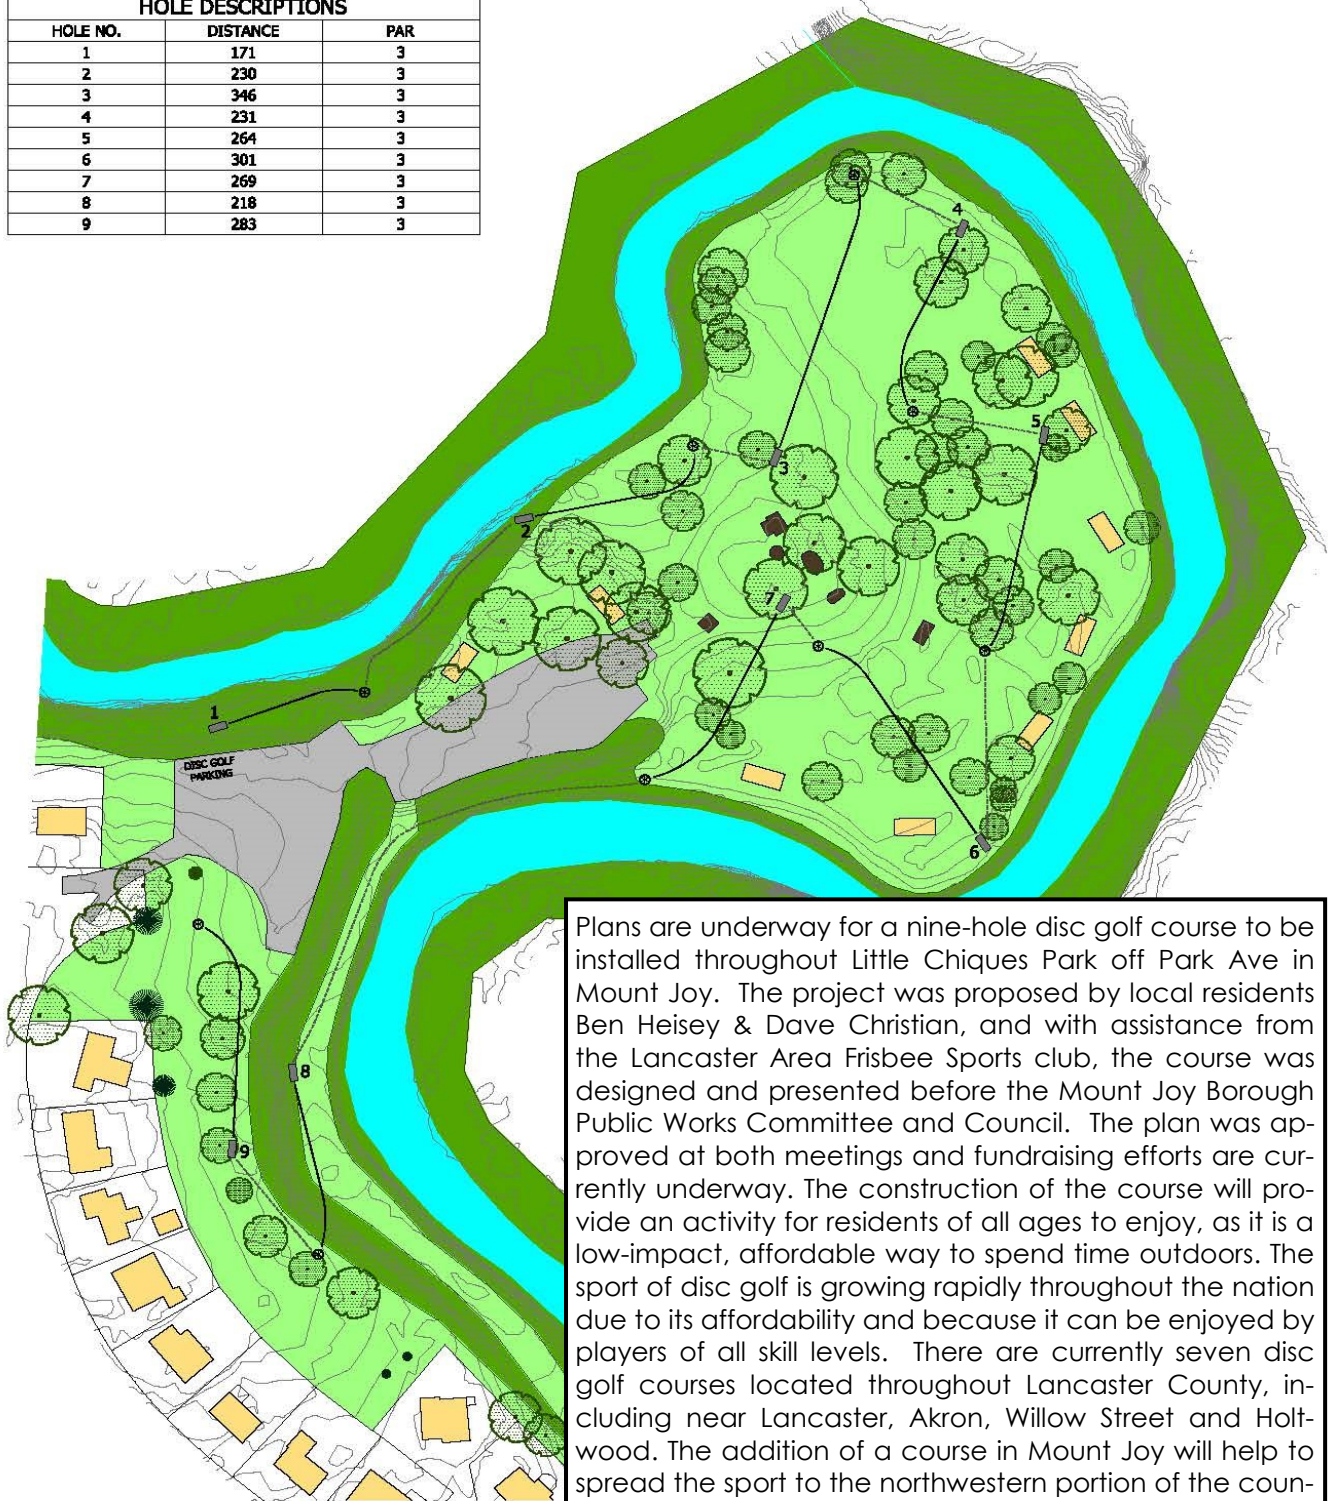 HOLE DESCRIPTIONS
HOLE NO. DISTANCE PAR
1 171 3
2 230 3
3 346 3
4 231 3
5 264 3
6 301 3
7 269 3
8 218 3
9 283 3
4
5
3
2
7
1
DISC GOLF
PARKING
6
8
9
Plans are underway for a nine-hole disc golf course to be
installed throughout Little Chiques Park off Park Ave in
Mount Joy. The project was proposed by local residents
Ben Heisey & Dave Christian, and with assistance from
the Lancaster Area Frisbee Sports club, the course was
designed and presented before the Mount Joy Borough
Public Works Committee and Council. The plan was ap-
proved at both meetings and fundraising efforts are cur-
rently underway. The construction of the course will pro-
vide an activity for residents of all ages to enjoy, as it is a
low-impact, affordable way to spend time outdoors. The
sport of disc golf is growing rapidly throughout the nation
due to its affordability and because it can be enjoyed by
players of all skill levels. There are currently seven disc
golf courses located throughout Lancaster County, in-
cluding near Lancaster, Akron, Willow Street and Holt-
wood. The addition of a course in Mount Joy will help to
spread the sport to the northwestern portion of the coun-